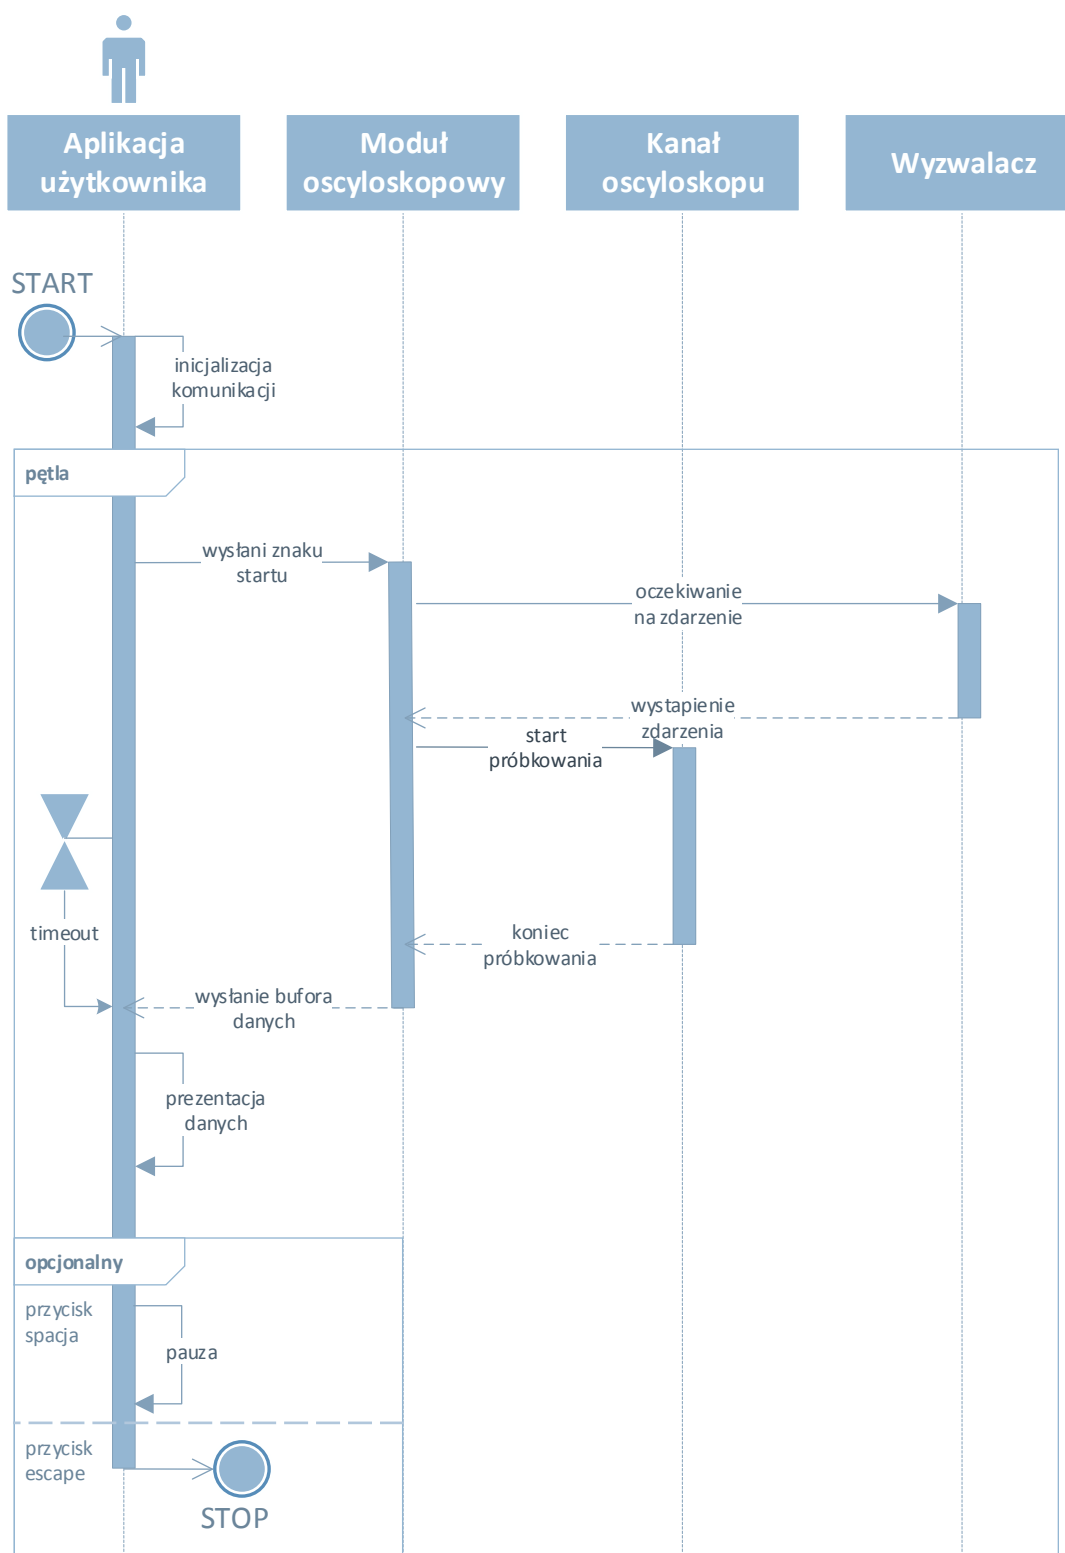 Aplikacja
użytkownika
Moduł
oscyloskopowy
Kanał
oscyloskopu
Wyzwalacz
START
inicjalizacja
komunikacji
pętla
wysłani znaku
startu
oczekiwanie
na zdarzenie
wystapienie
zdarzenia
start
próbkowania
timeout
koniec
próbkowania
wysłanie bufora
danych
prezentacja
danych
opcjonalny
przycisk
spacja
pauza
przycisk
escape
STOP